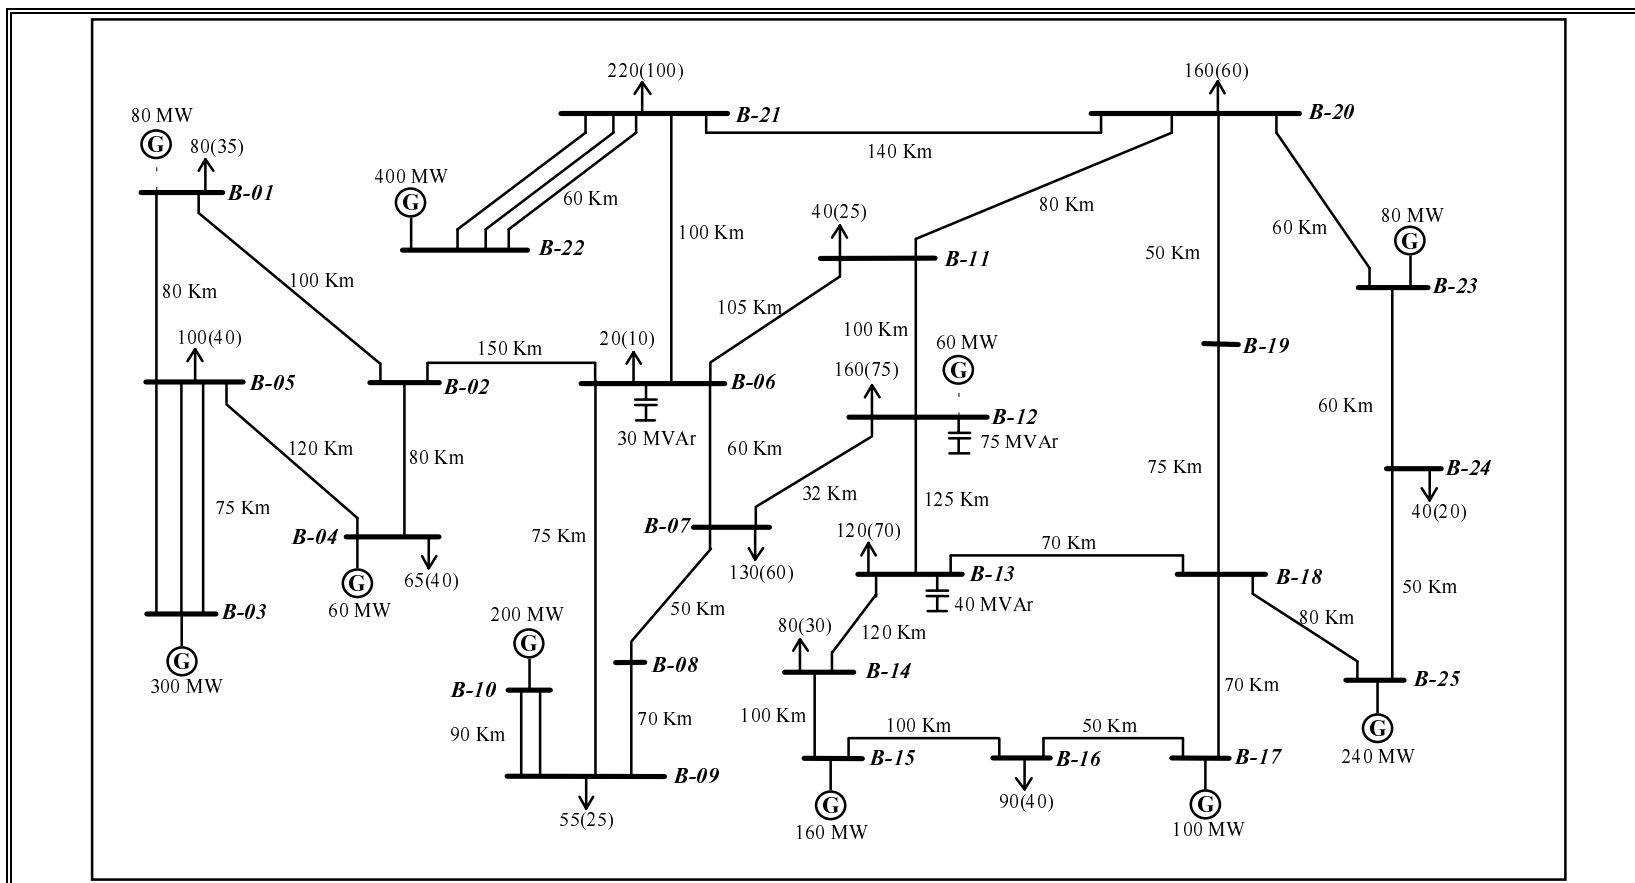 220(100)
160(60)
B-21
B-20
80 MW
G
80(35)
140 Km
400 MW
60 Km
B-01
G
40(25)
80 Km
80 MW
100 Km
60 Km
G
B-22
50 Km
B-11
100 Km
80 Km
B-23
105 Km
100(40)
20(10)
100 Km
60 MW
150 Km
B-19
G
160(75)
B-05
B-02
B-06
60 Km
B-12
30 MVAr
75 MVAr
120 Km
80 Km
60 Km
75 Km
B-24
32 Km
125 Km
75 Km
40(20)
B-04
B-07
75 Km
120(70)
70 Km
65(40)
130(60)
B-13
B-18
G
60 MW
50 Km
B-03
200 MW
50 Km
40 MVAr
80 Km
80(30)
120 Km
G
G
300 MW
B-10
B-08
B-14
B-25
70 Km
90 Km
70 Km
100 Km
100 Km
50 Km
G
240 MW
B-09
B-15
B-16
B-17
55(25)
G
90(40)
G
160 MW
100 MW